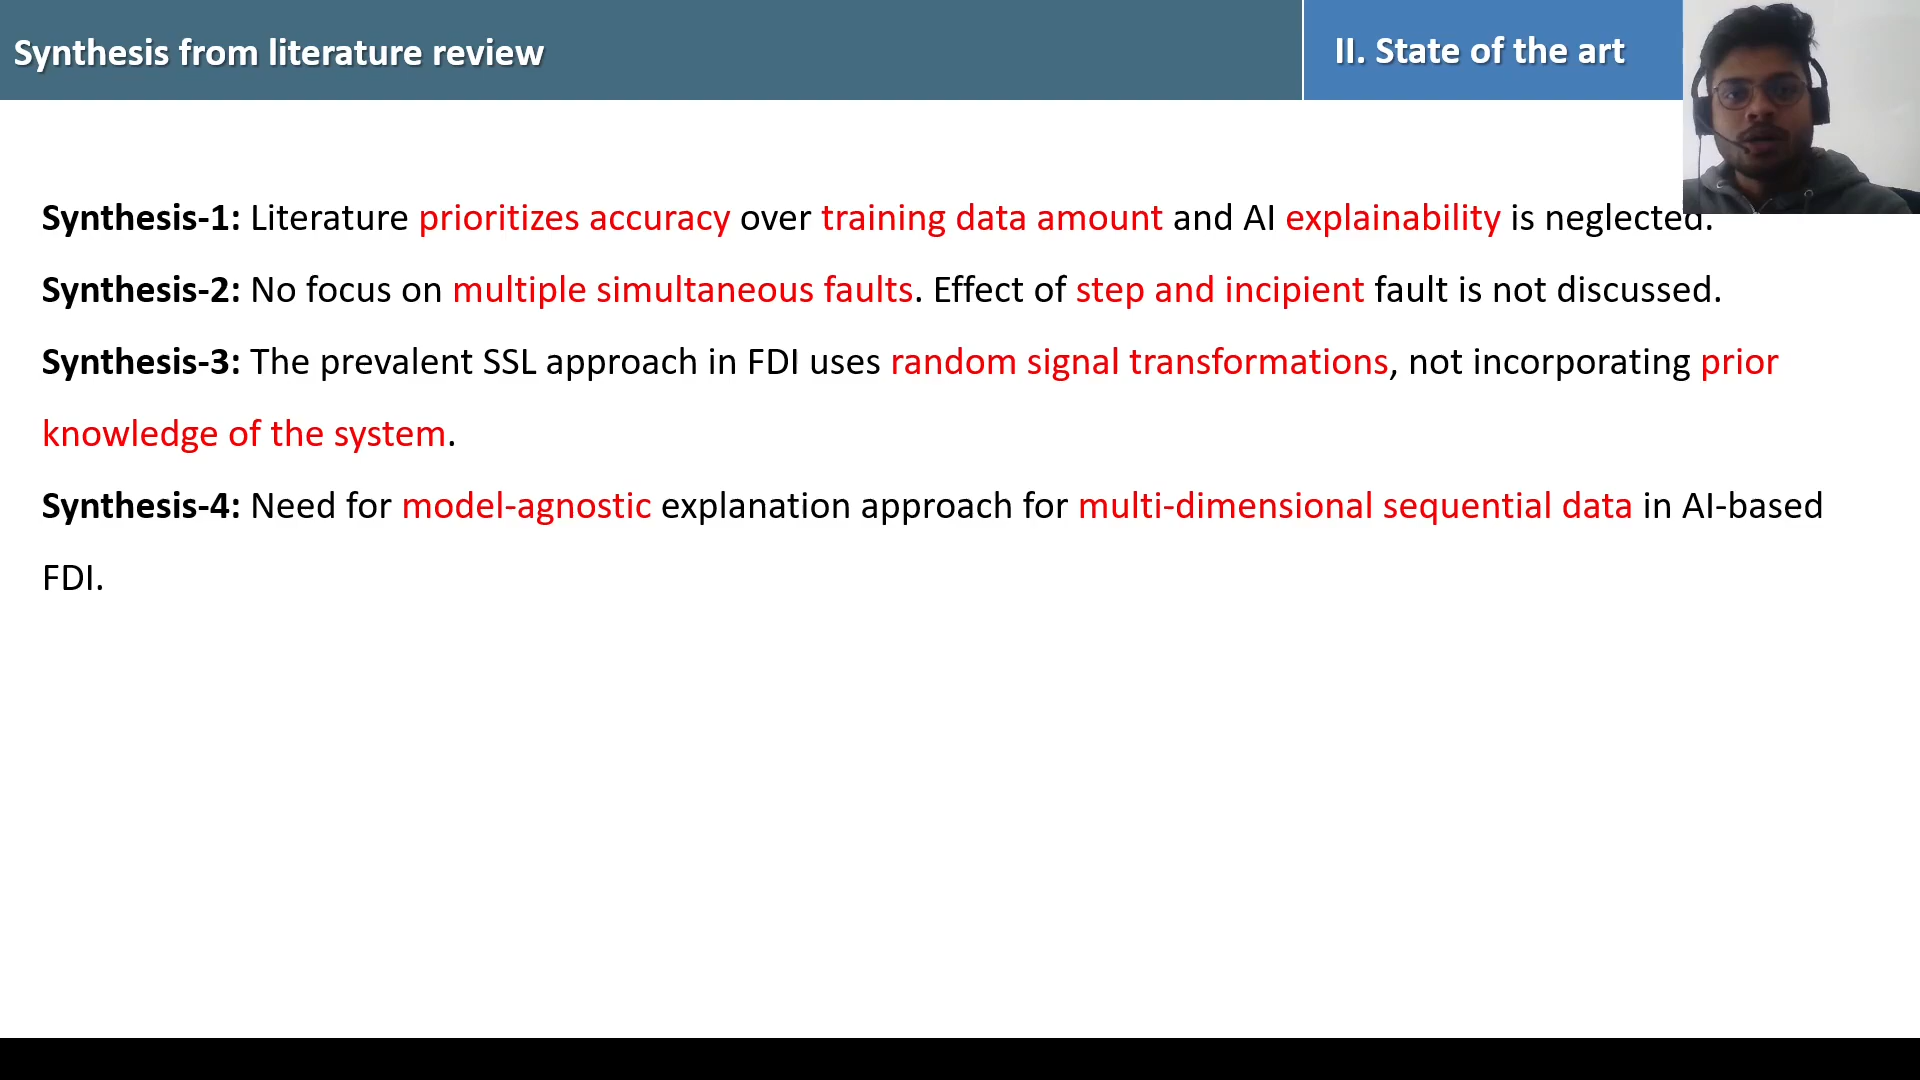 Synthesis from literature review
II. State of the art
Synthesis-1: Literature prioritizes accuracy over training data amount and AI explainability is neglected.
Synthesis-2: No focus on multiple simultaneous faults. Effect of step and incipient fault is not discussed.
Synthesis-3: The prevalent SSL approach in FDI uses random signal transformations, not incorporating prior
knowledge of the system.
Synthesis-4: Need for model-agnostic explanation approach for multi-dimensional sequential data in AI-based
FDI.